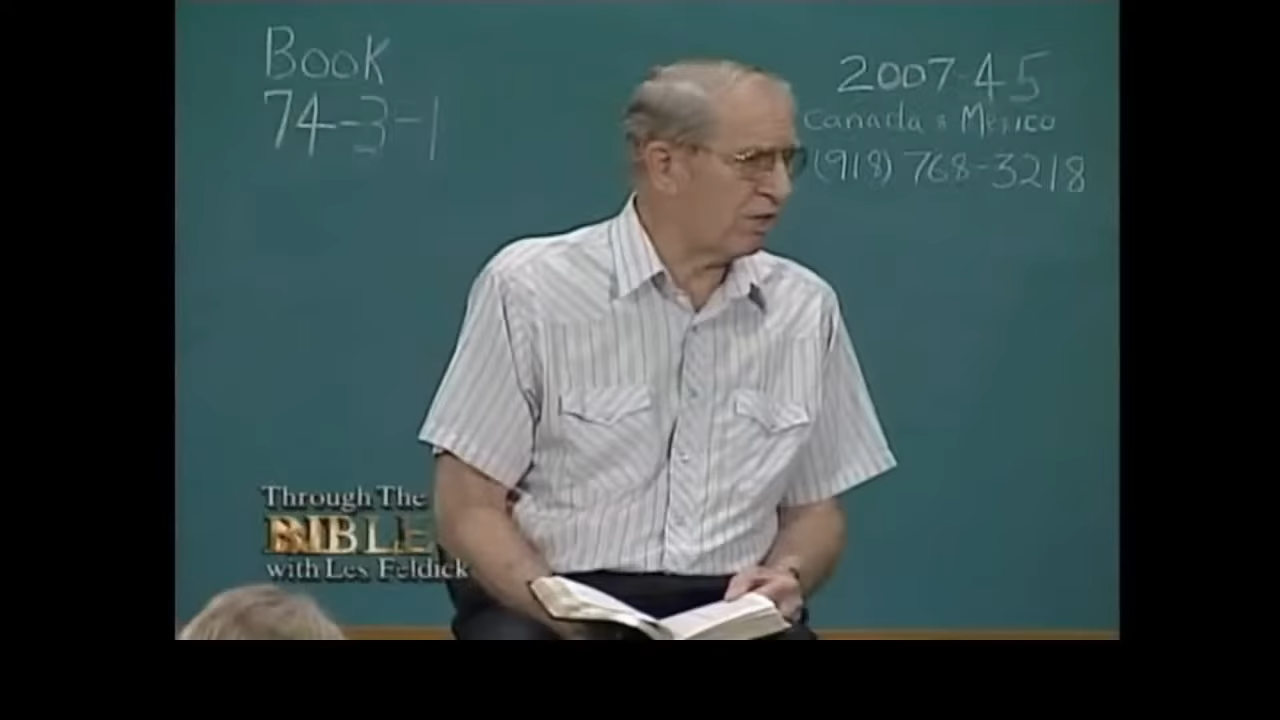 Book
74-3-1
2007-45
Canada & Mexico
(918) 768-3218
Through The
BIBLE
with Les Feldick